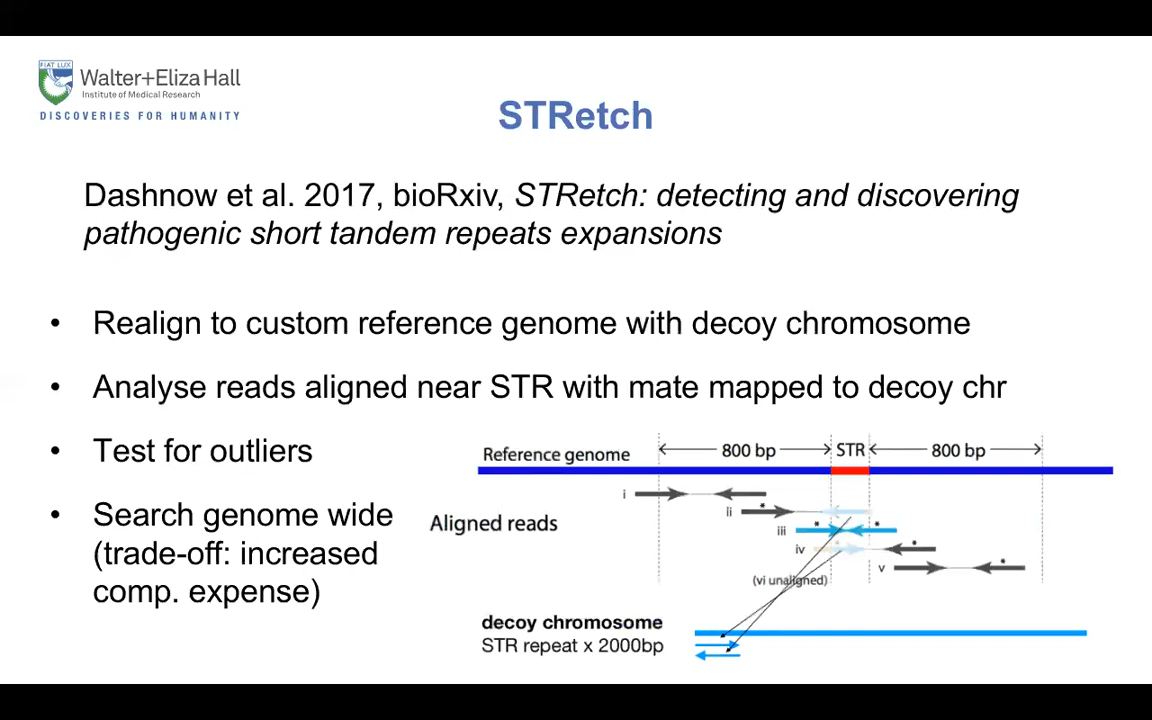 FIAT LUX
Walter+Eliza Hall
Institute of Medical Research
DISCOVERIES FOR HUMANITY
STRetch
Dashnow et al. 2017, bioRxiv, STRetch: detecting and discovering
pathogenic short tandem repeats expansions
• Realign to custom reference genome with decoy chromosome
• Analyse reads aligned near STR with mate mapped to decoy chr
• Test for outliers
• Search genome wide
(trade-off: increased
comp. expense)
Reference genome
800 bp
STR
800 bp
Aligned reads
i
ii
*
iii
*
*
iv
*
*
v
*
(vi unaligned)
decoy chromosome
STR repeat x 2000bp